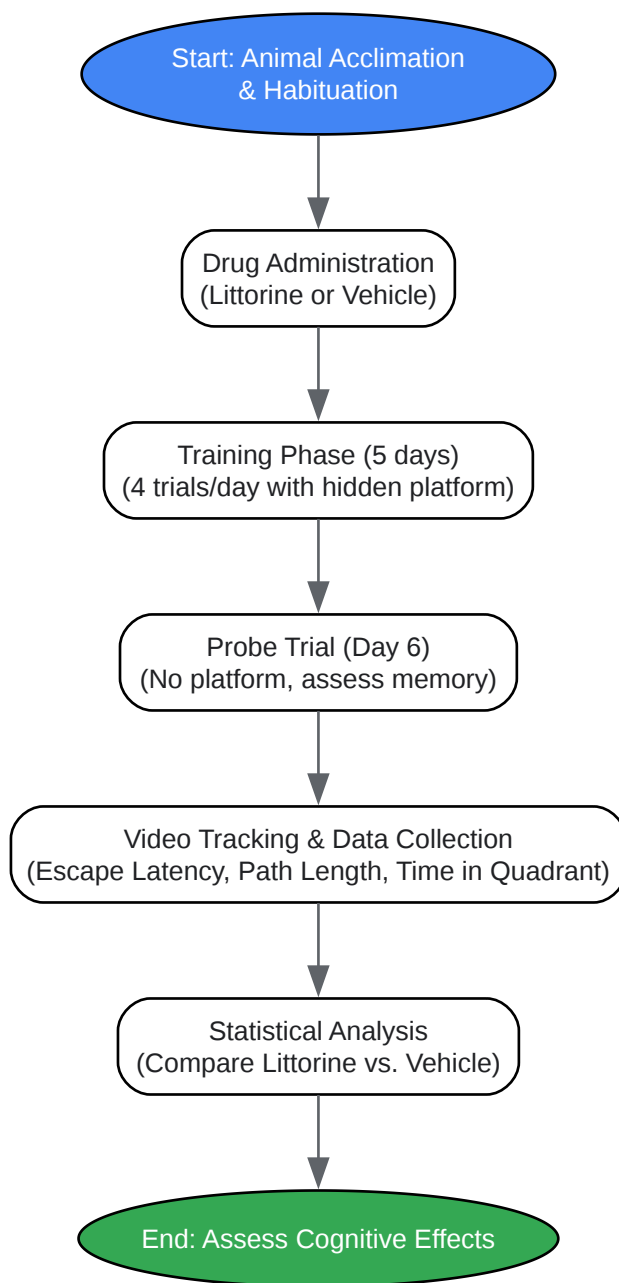 Start: Animal Acclimation
& Habituation
Drug Administration
(Littorine or Vehicle)
Training Phase (5 days)
(4 trials/day with hidden platform)
Probe Trial (Day 6)
(No platform, assess memory)
Video Tracking & Data Collection
(Escape Latency, Path Length, Time in Quadrant)
Statistical Analysis
(Compare Littorine vs. Vehicle)
End: Assess Cognitive Effects